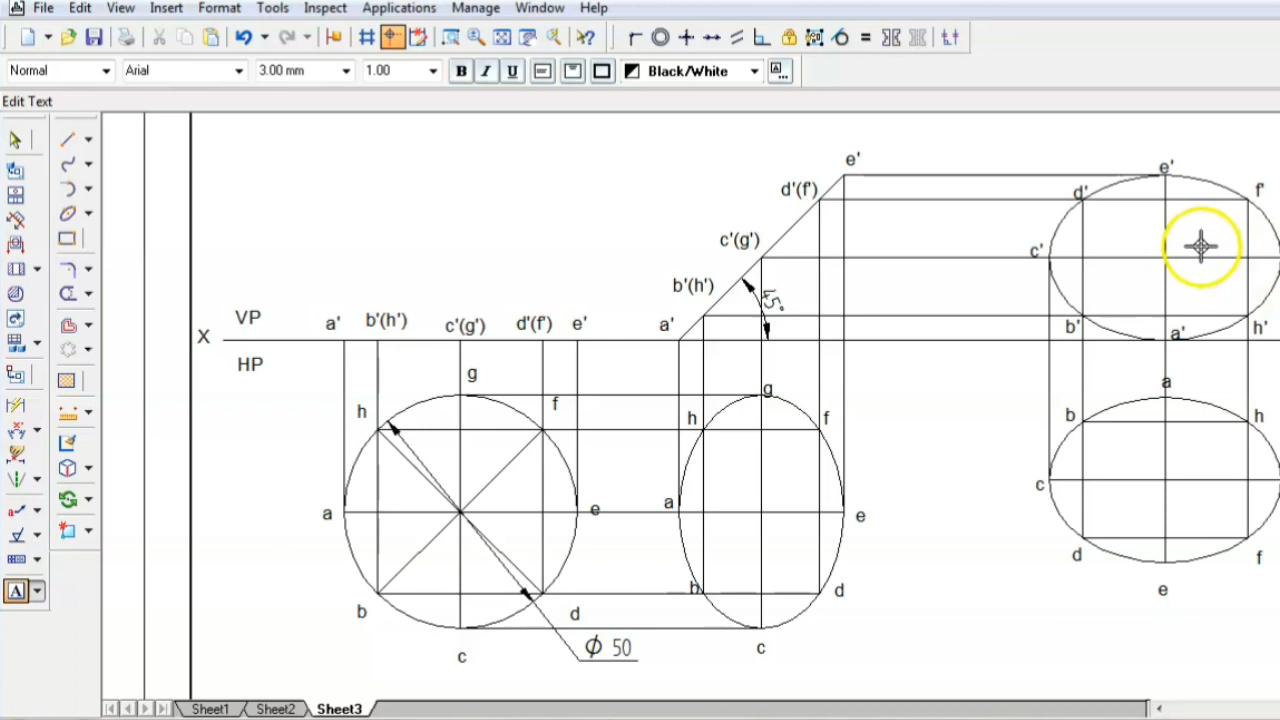 File Edit View Insert Format Tools Inspect Applications Manage Window Help
Normal Arial 3.00 mm 1.00 B I U Black/White
Edit Text
e'
e'
d'(f')
d'
f'
c'(g')
c'
b'(h')
45°
VP
a' b'(h') c'(g') d'(f') e' a'
b' a' h'
X
HP
g
g
a
h
f
h
f
b
h
a
e
a
e
c
b
d
b
d
d
f
c
c
e
ϕ 50
Sheet1 Sheet2 Sheet3